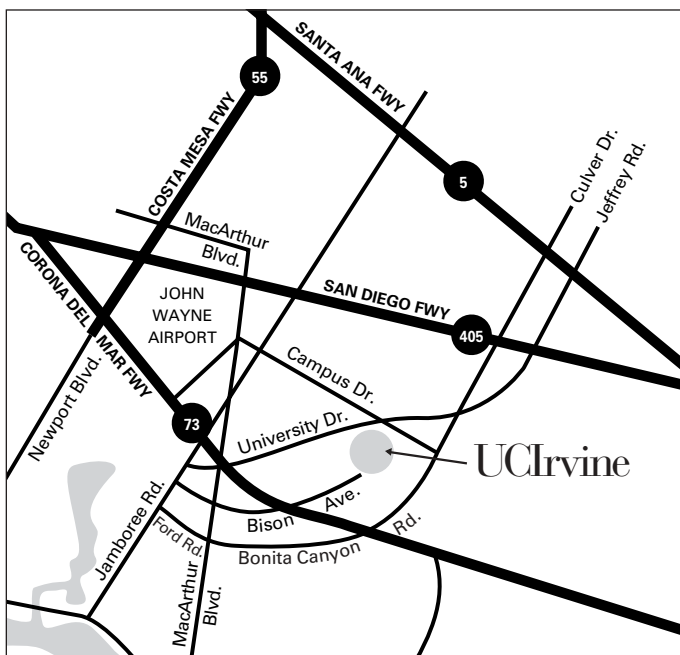 SANTA ANA FWY
55
COSTA MESA FWY
5
Culver Dr.
Jeffrey Rd.
MacArthur
Blvd.
CORONA DEL MAR FWY
JOHN
WAYNE
AIRPORT
SAN DIEGO FWY
405
Newport Blvd.
Campus Dr.
73
University Dr.
UCIrvine
Jamboree Rd.
Bison Ave.
Ford Rd.
Bonita Canyon Rd.
MacArthur
Blvd.